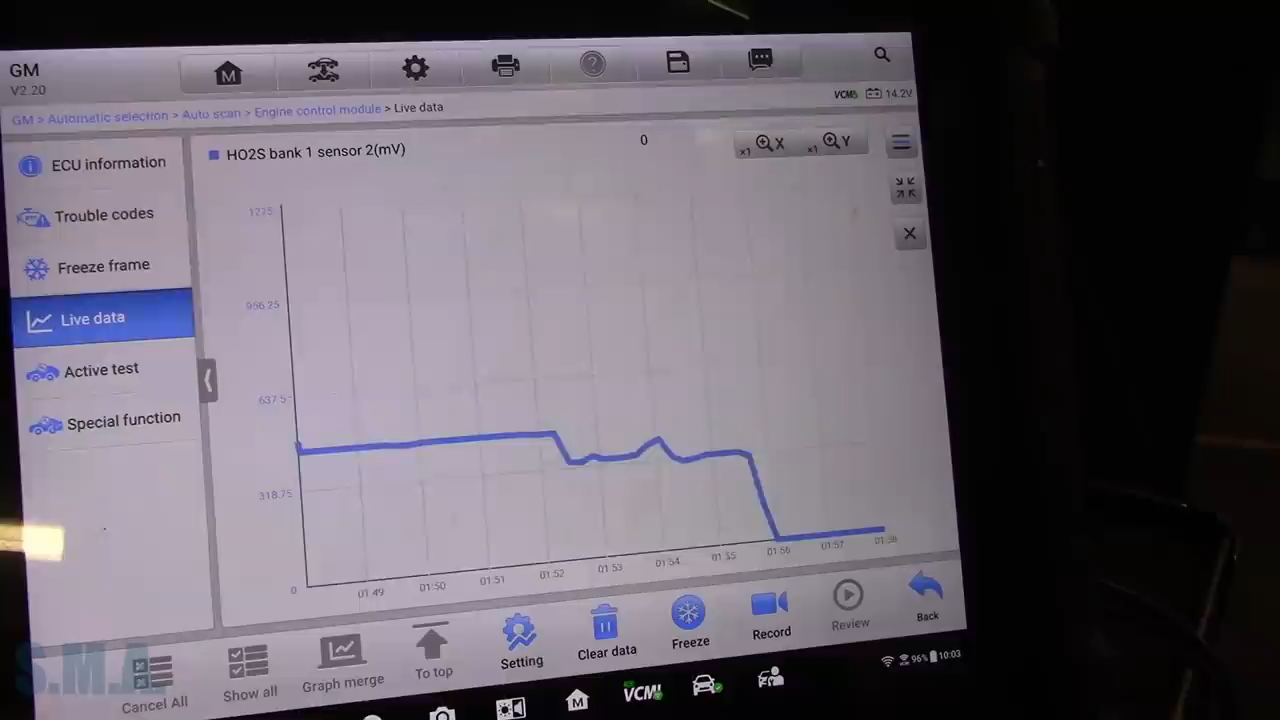 GM
V2.20
VCMI 14.2V
GM > Automatic selection > Auto scan > Engine control module > Live data
ECU information
Trouble codes
Freeze frame
Live data
Active test
Special function
HO2S bank 1 sensor 2(mV)
0
x1 X
x1 Y
1275
956.25
637.5
318.75
0
01:49
01:50
01:51
01:52
01:53
01:54
01:55
01:56
01:57
01:58
Cancel All
Show all
Graph merge
To top
Setting
Clear data
Freeze
Record
Review
Back
VCMI
96% 10:03
S.M.A.